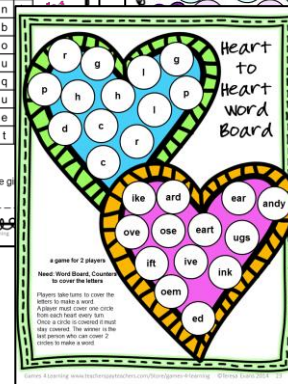 n
b
o
u
q
u
e
t
Heart
to
Heart
Word
Board
r
g
l
g
p
h
h
l
p
d
c
r
c
ike
ard
ear
andy
ove
ose
eart
ugs
ift
ive
ink
oem
ed
a game for 2 players
Need: Word Board, Counters
to cover the letters
Players take turns to cover the
letters to make a word.
A player must cover one circle
from each heart every turn.
Once a circle is covered it must
stay covered. The winner is the
last person who can cover 2
circles to make a word.